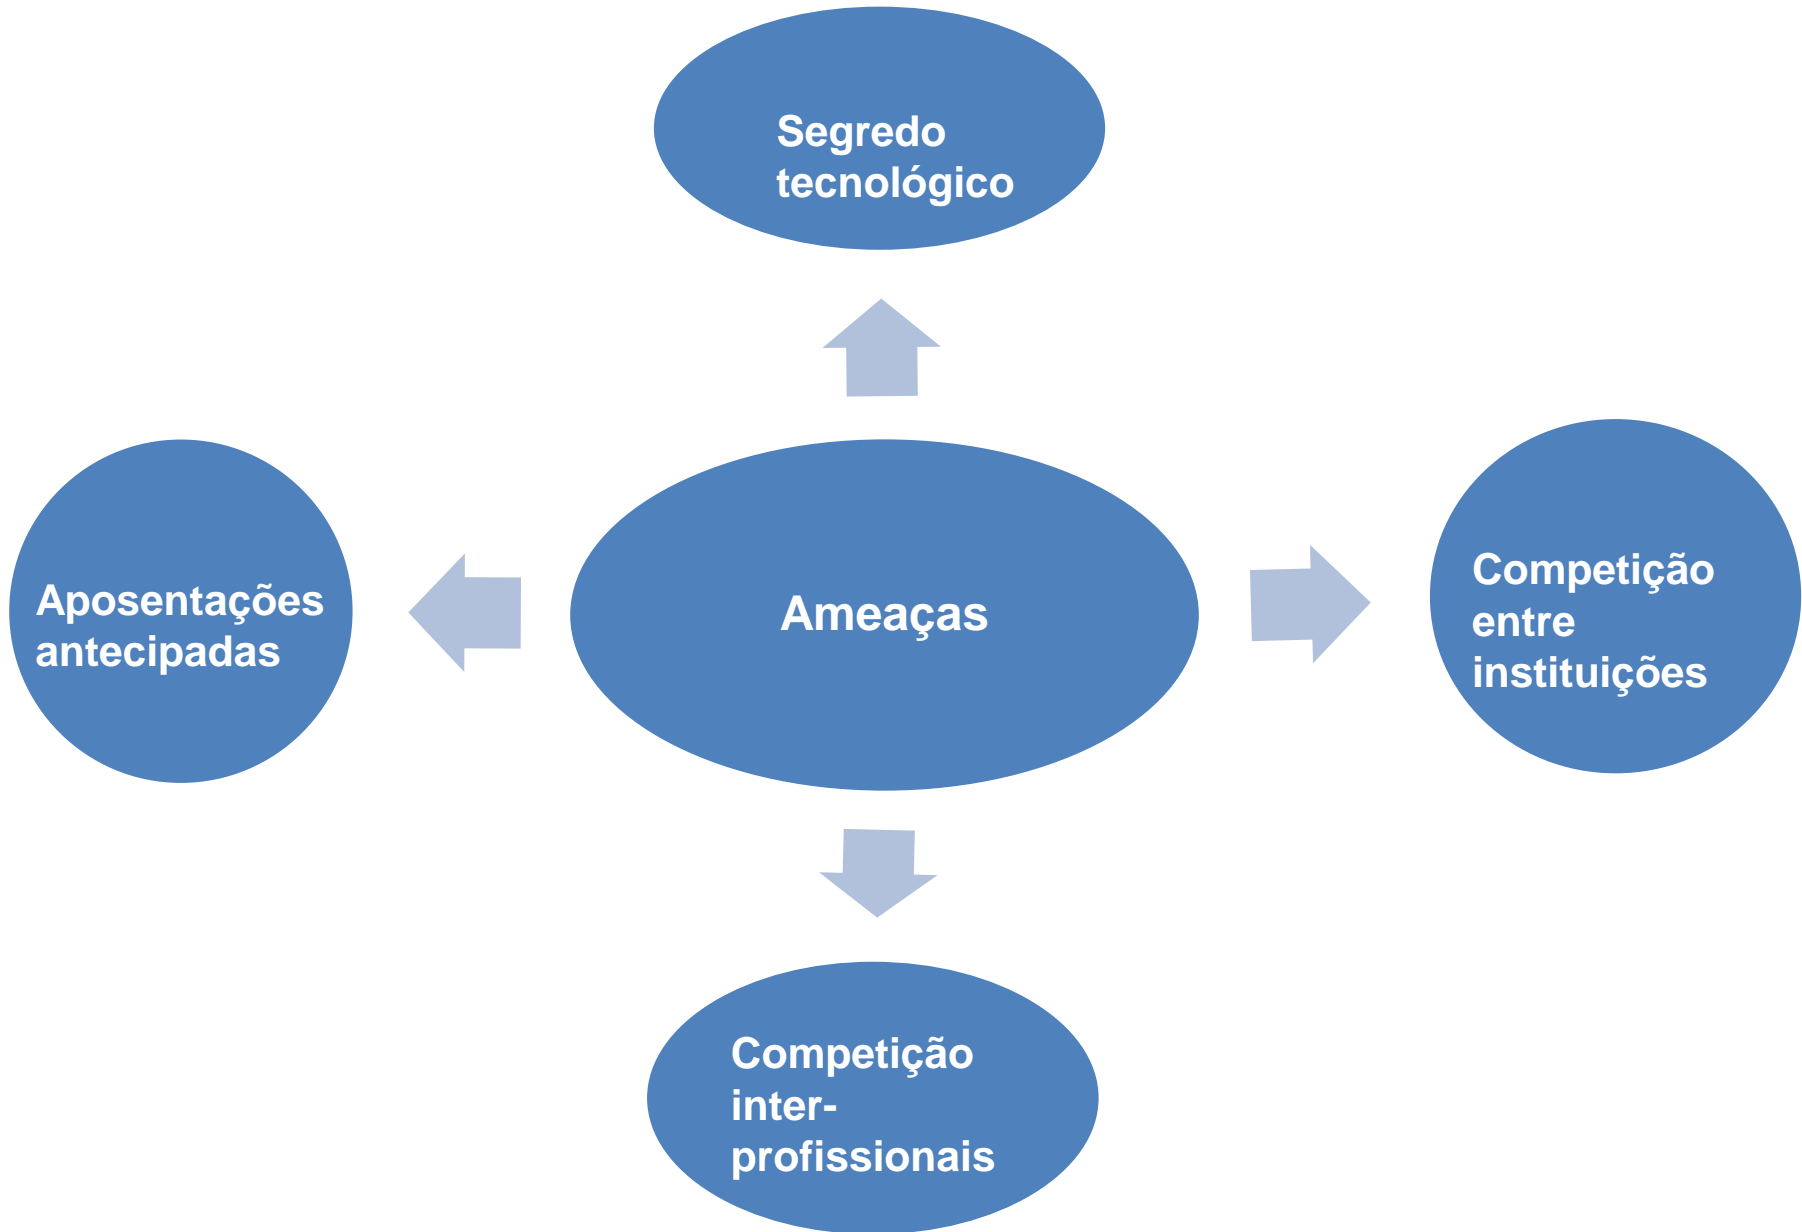 Segredo
tecnológico
Aposentações
antecipadas
Ameaças
Competição
entre
instituições
Competição
inter-
profissionais